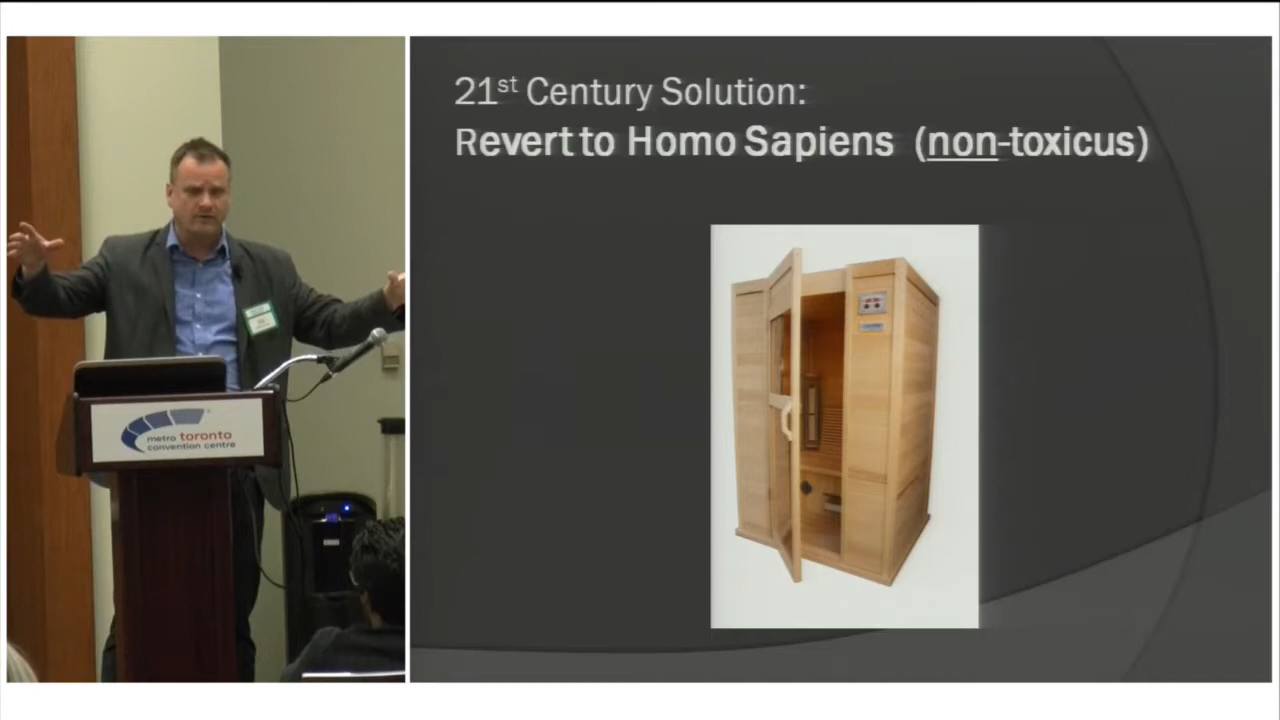 21st Century Solution:
Revert to Homo Sapiens (non-toxicus)
metro toronto
convention centre